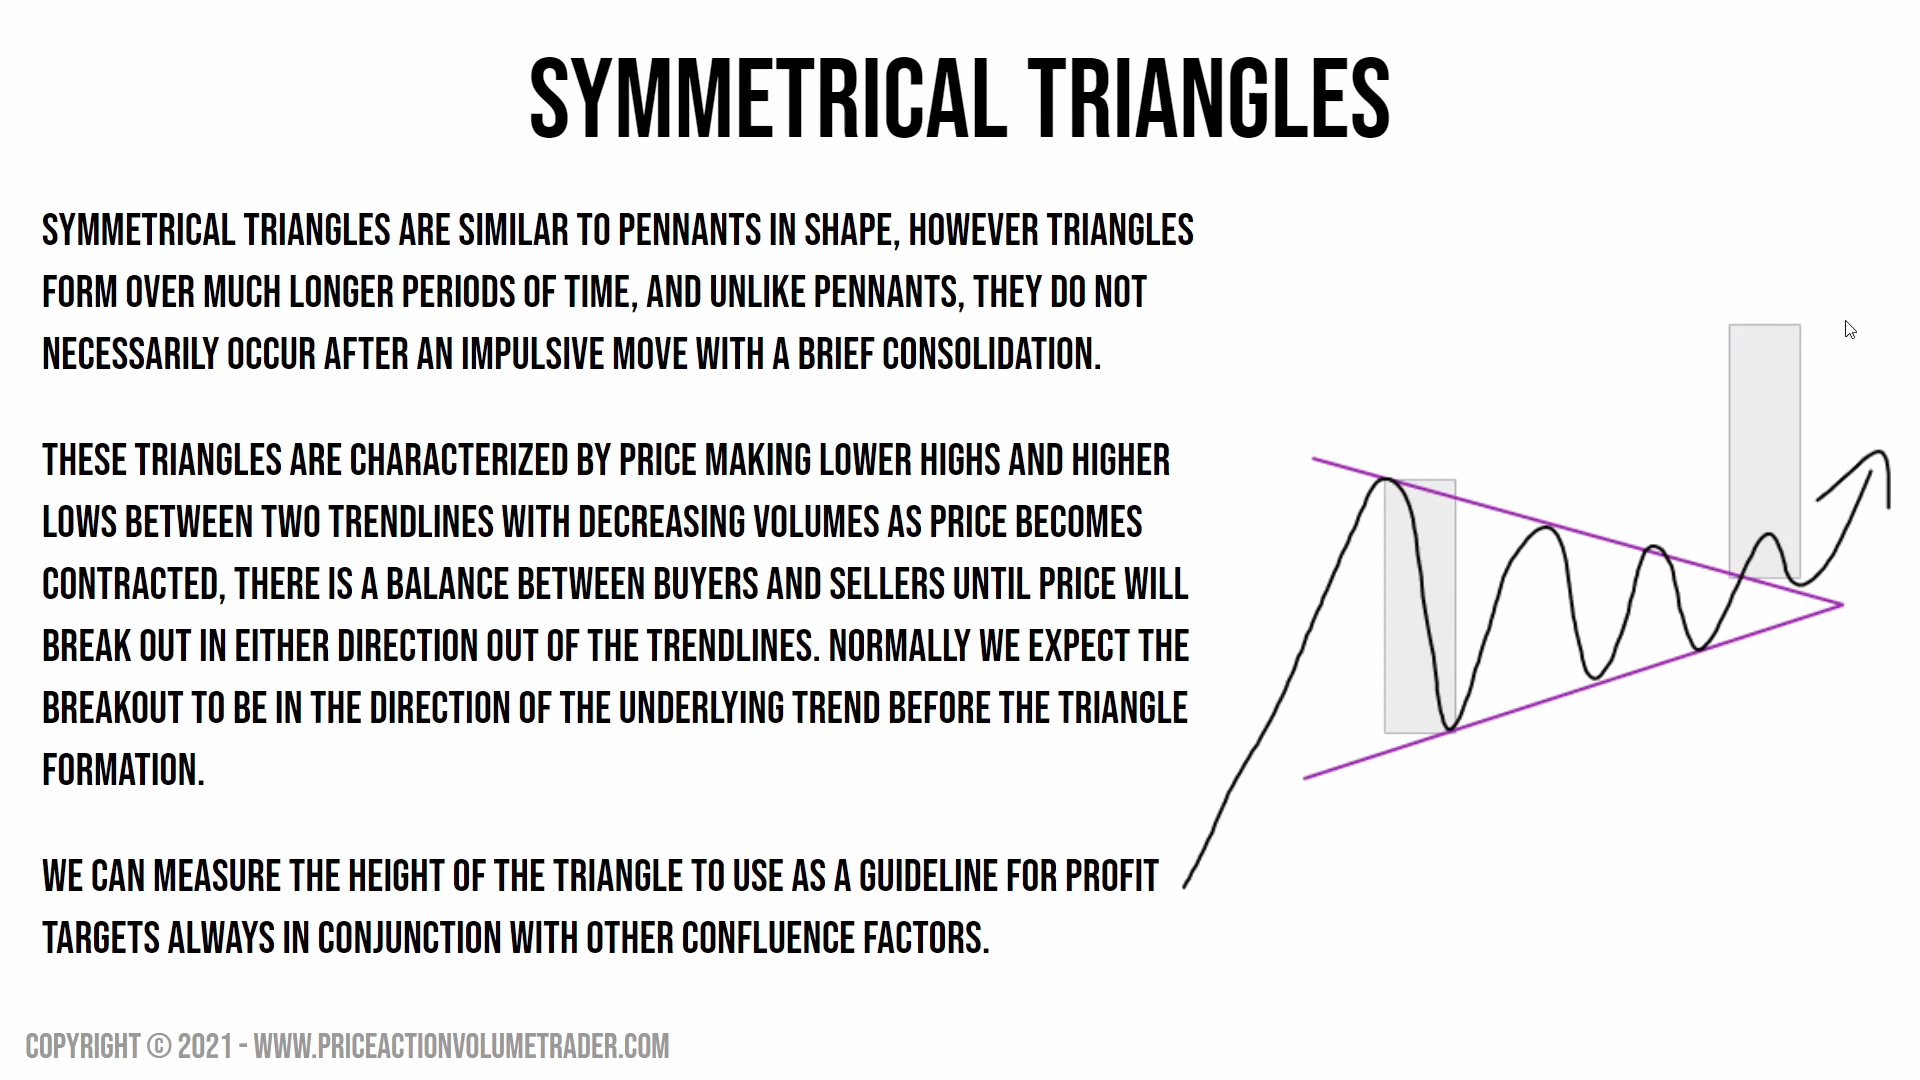 SYMMETRICAL TRIANGLES
SYMMETRICAL TRIANGLES ARE SIMILAR TO PENNANTS IN SHAPE, HOWEVER TRIANGLES
FORM OVER MUCH LONGER PERIODS OF TIME, AND UNLIKE PENNANTS, THEY DO NOT
NECESSARILY OCCUR AFTER AN IMPULSIVE MOVE WITH A BRIEF CONSOLIDATION.
THESE TRIANGLES ARE CHARACTERIZED BY PRICE MAKING LOWER HIGHS AND HIGHER
LOWS BETWEEN TWO TRENDLINES WITH DECREASING VOLUMES AS PRICE BECOMES
CONTRACTED, THERE IS A BALANCE BETWEEN BUYERS AND SELLERS UNTIL PRICE WILL
BREAK OUT IN EITHER DIRECTION OUT OF THE TRENDLINES. NORMALLY WE EXPECT THE
BREAKOUT TO BE IN THE DIRECTION OF THE UNDERLYING TREND BEFORE THE TRIANGLE
FORMATION.
WE CAN MEASURE THE HEIGHT OF THE TRIANGLE TO USE AS A GUIDELINE FOR PROFIT
TARGETS ALWAYS IN CONJUNCTION WITH OTHER CONFLUENCE FACTORS.
COPYRIGHT © 2021 - WWW.PRICEACTIONVOLUMETRADER.COM